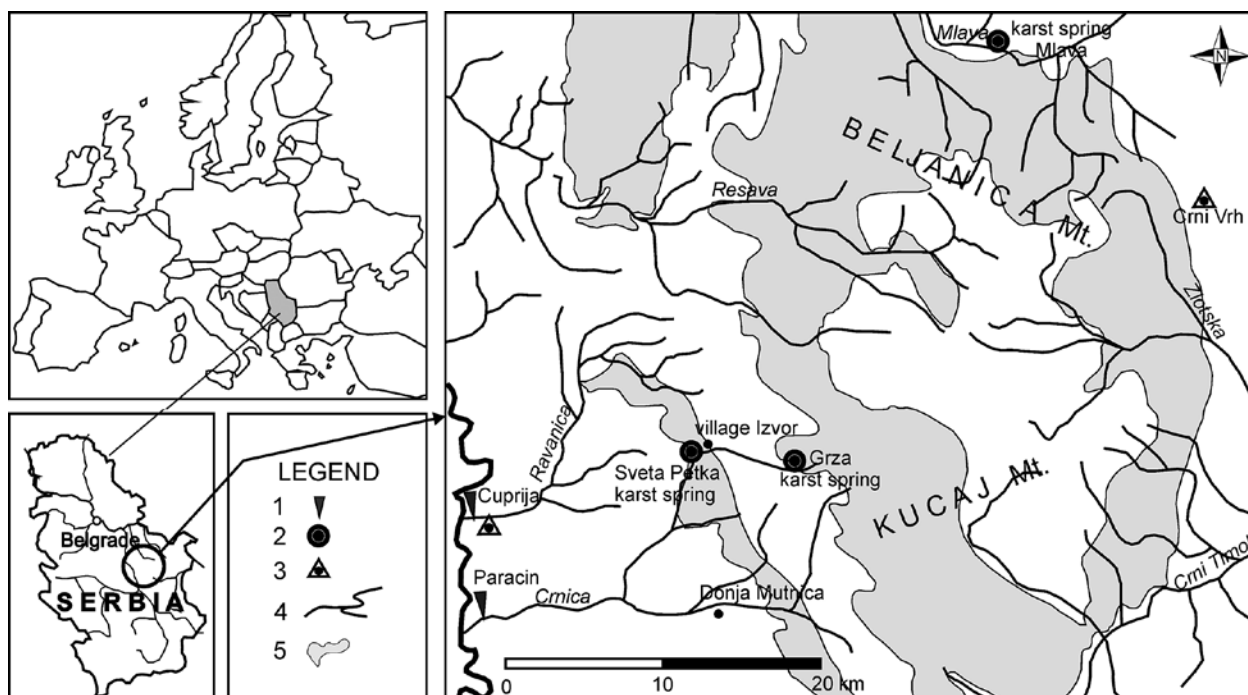 Belgrade
SERBIA
LEGEND
1
2
3
4
5
Mlava
karst spring
Mlava
N
BELJANICA Mt.
Resava
Crni Vrh
Zlotska
Ravanica
village Izvor
Sveta Petka
karst spring
Grza
karst spring
Cuprija
KUCAJ Mt.
Paracin
Crnica
Donja Mutnica
Crni Timok
0
10
20 km